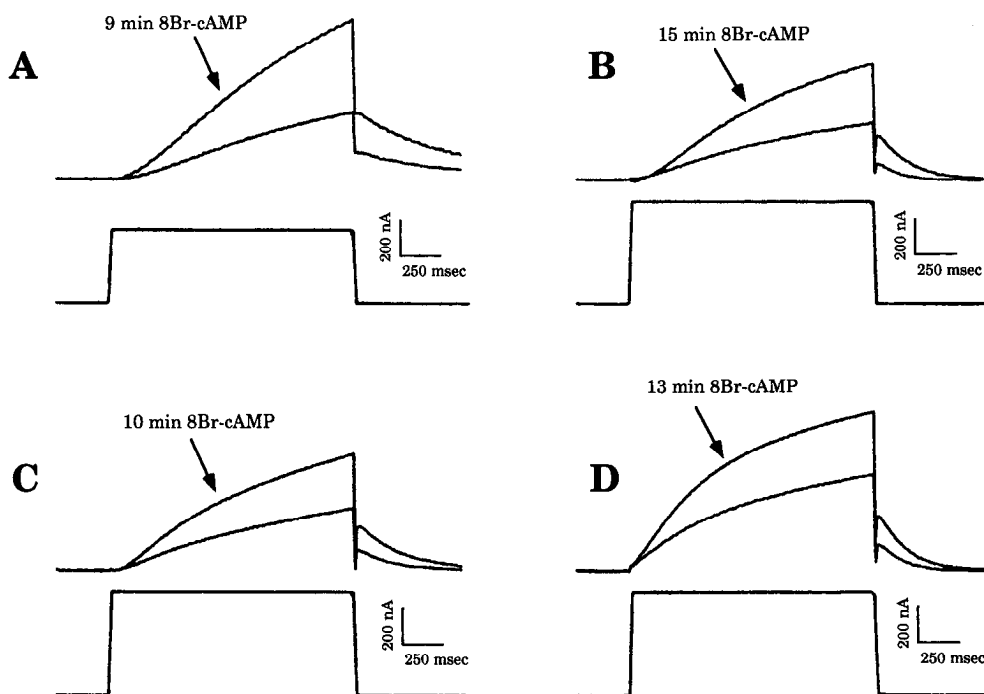 A
9 min 8Br-cAMP
200 nA
250 msec
B
15 min 8Br-cAMP
200 nA
250 msec
C
10 min 8Br-cAMP
200 nA
250 msec
D
13 min 8Br-cAMP
200 nA
250 msec